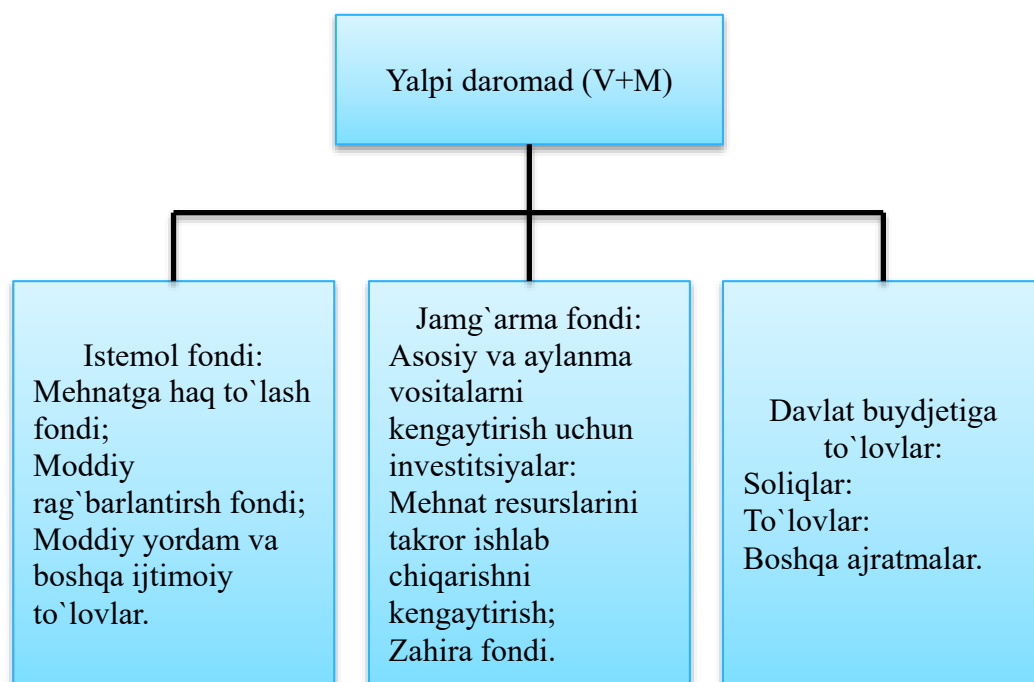 Yalpi daromad (V+M)
Istemol fondi:
Mehnatga haq to`lash
fondi;
Moddiy
rag`barlantirsh fondi;
Moddiy yordam va
boshqa ijtimoiy
to`lovlar.
Jamg`arma fondi:
Asosiy va aylanma
vositalarni
kengaytirish uchun
investitsiyalar:
Mehnat resurslarini
takror ishlab
chiqarishni
kengaytirish;
Zahira fondi.
Davlat buydjetiga
to`lovlar:
Soliqlar:
To`lovlar:
Boshqa ajratmalar.